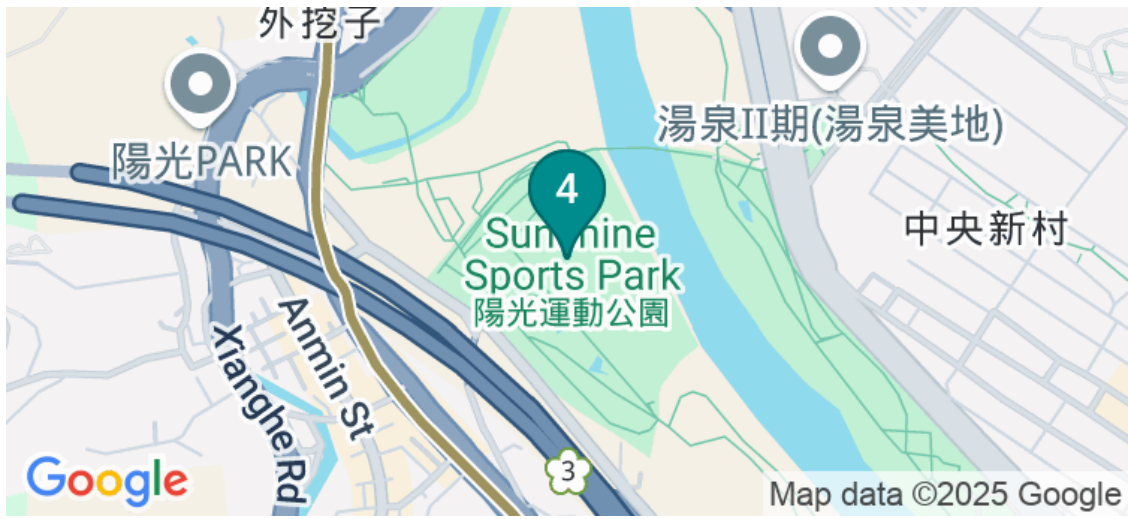 外挖子
陽光PARK
湯泉II期(湯泉美地)
4
Sunshine
Sports Park
陽光運動公園
中央新村
Anmin St
Xianghe Rd
3
Google
Map data ©2025 Google